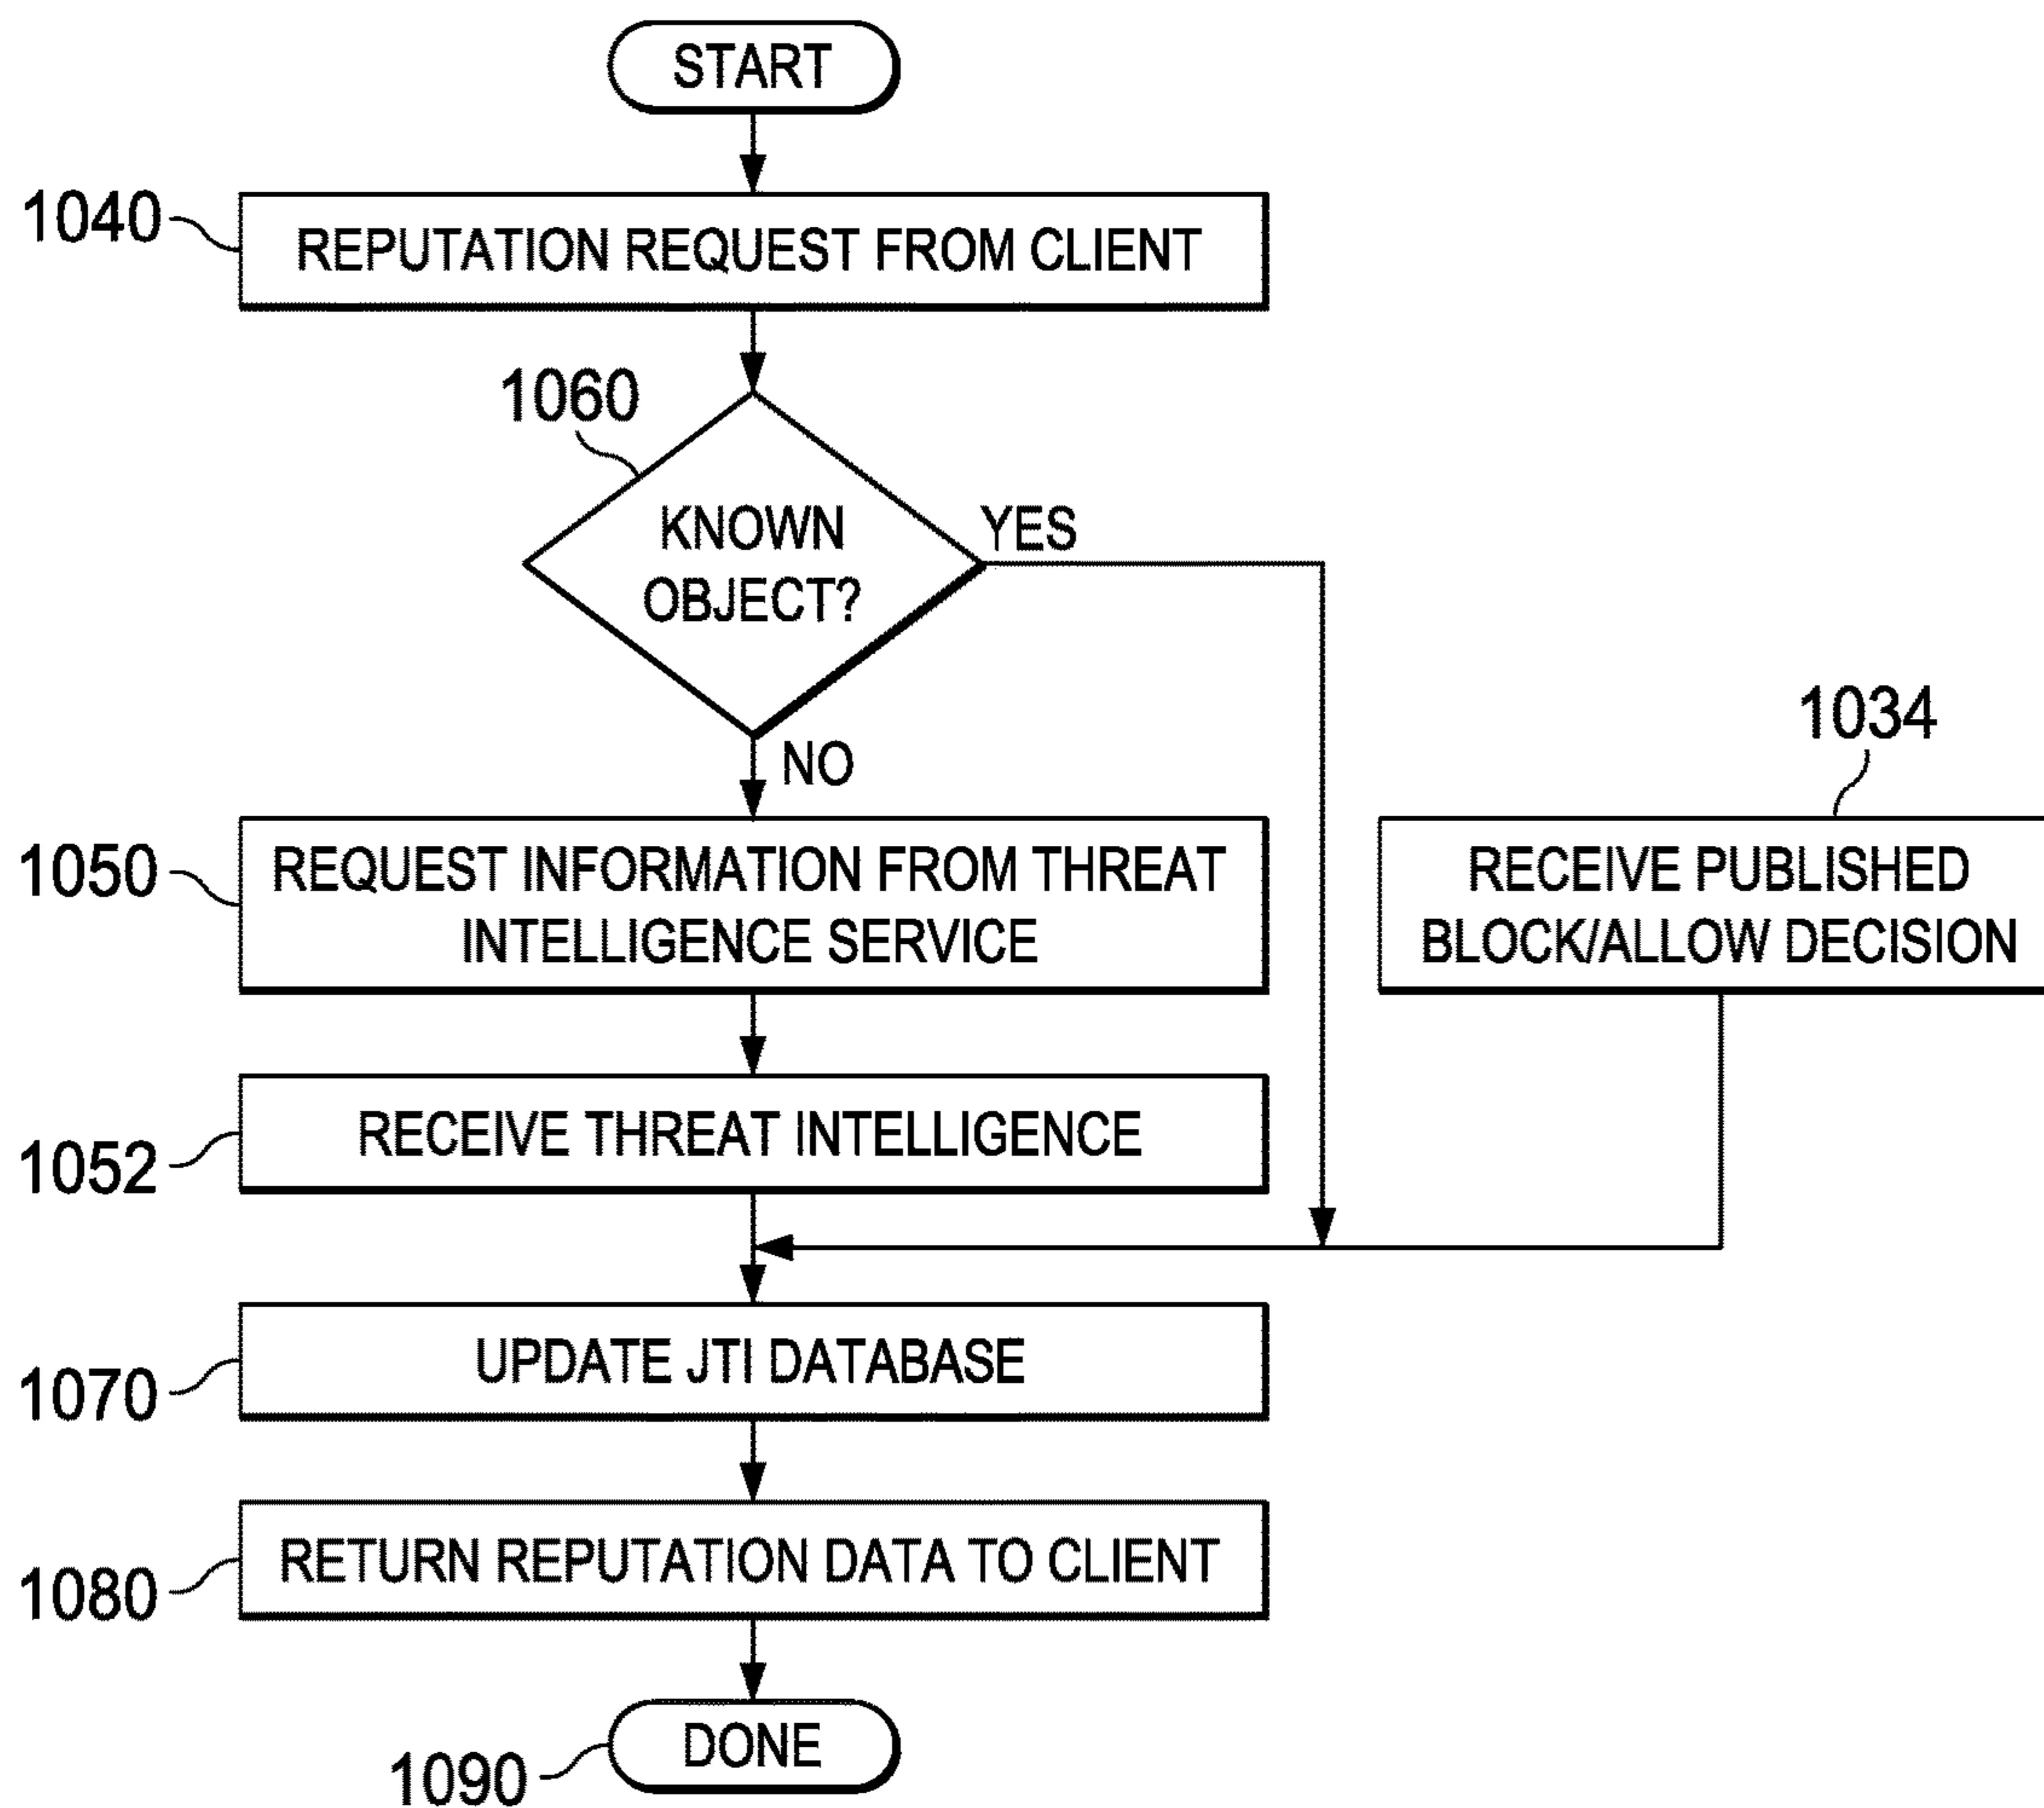 START
1040
REPUTATION REQUEST FROM CLIENT
1060
KNOWN
OBJECT?
YES
NO
1034
1050
REQUEST INFORMATION FROM THREAT
INTELLIGENCE SERVICE
RECEIVE PUBLISHED
BLOCK/ALLOW DECISION
1052
RECEIVE THREAT INTELLIGENCE
1070
UPDATE JTI DATABASE
1080
RETURN REPUTATION DATA TO CLIENT
1090
DONE